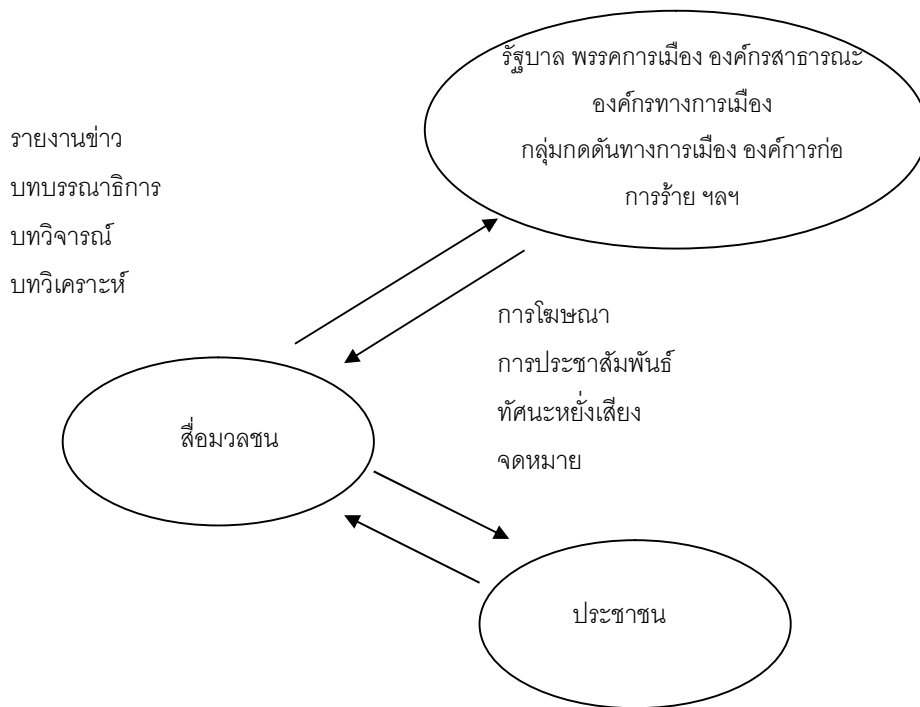 รัฐบาล พรรคการเมือง องค์กรสาธารณะ
องค์กรทางการเมือง
กลุ่มกดดันทางการเมือง องค์การก่อ
การร้าย ฯลฯ
รายงานข่าว
บทบรรณาธิการ
บทวิจารณ์
บทวิเคราะห์
การโฆษณา
การประชาสัมพันธ์
ทัศนะหยั่งเสียง
จดหมาย
สื่อมวลชน
ประชาชน